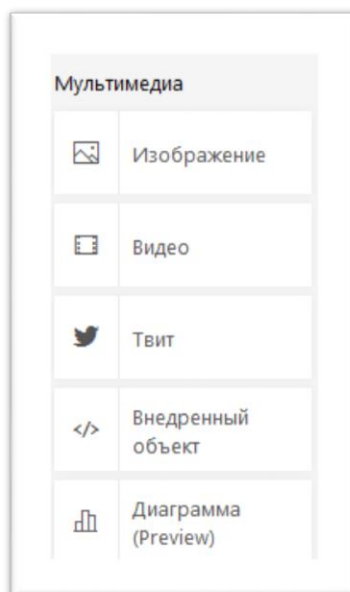 Мультимедиа
Изображение
Видео
Твит
Внедренный
объект
Диаграмма
(Preview)